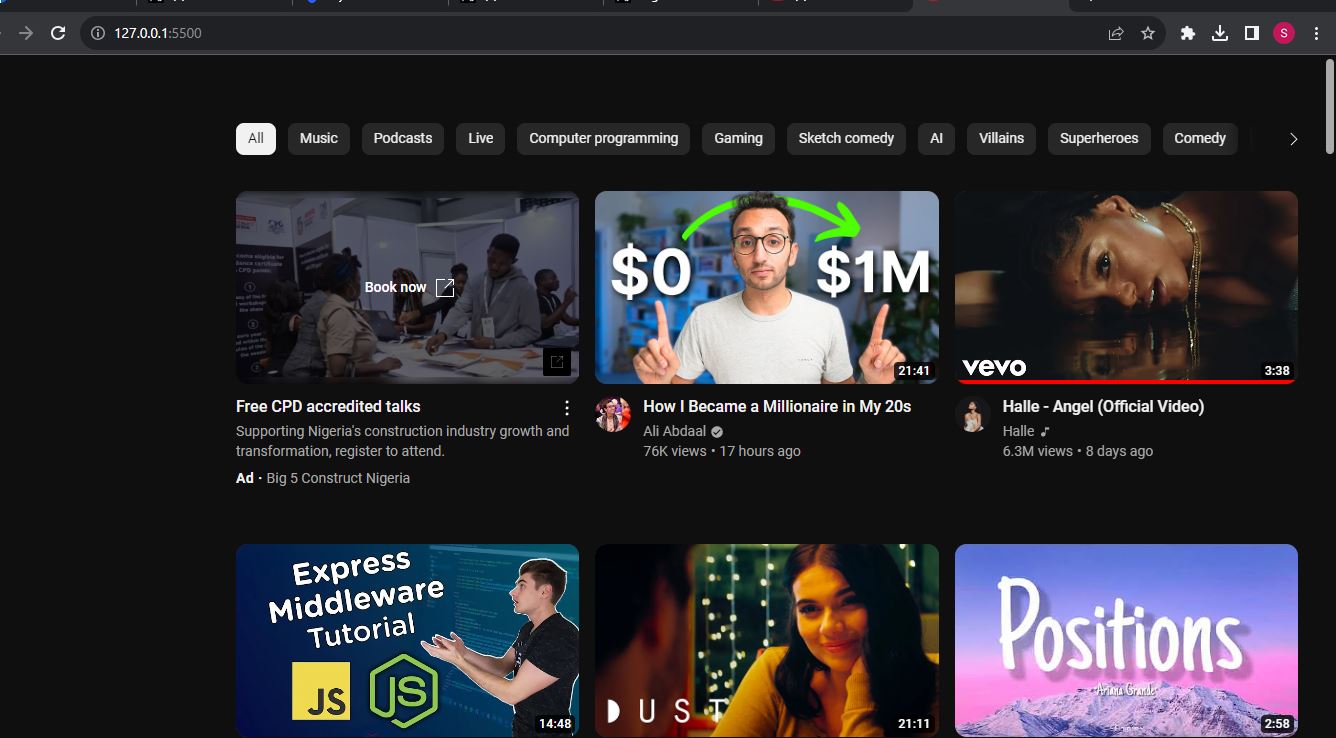 127.0.0.1:5500
S
All
Music
Podcasts
Live
Computer programming
Gaming
Sketch comedy
AI
Villains
Superheroes
Comedy
Book now
$0
$1M
21:41
vevo
3:38
Free CPD accredited talks
Supporting Nigeria's construction industry growth and
transformation, register to attend.
Ad · Big 5 Construct Nigeria
How I Became a Millionaire in My 20s
Ali Abdaal
76K views • 17 hours ago
Halle - Angel (Official Video)
Halle
6.3M views • 8 days ago
Express
Middleware
Tutorial
JS
JS
14:48
DUST
21:11
Positions
Ariana Grande
2:58